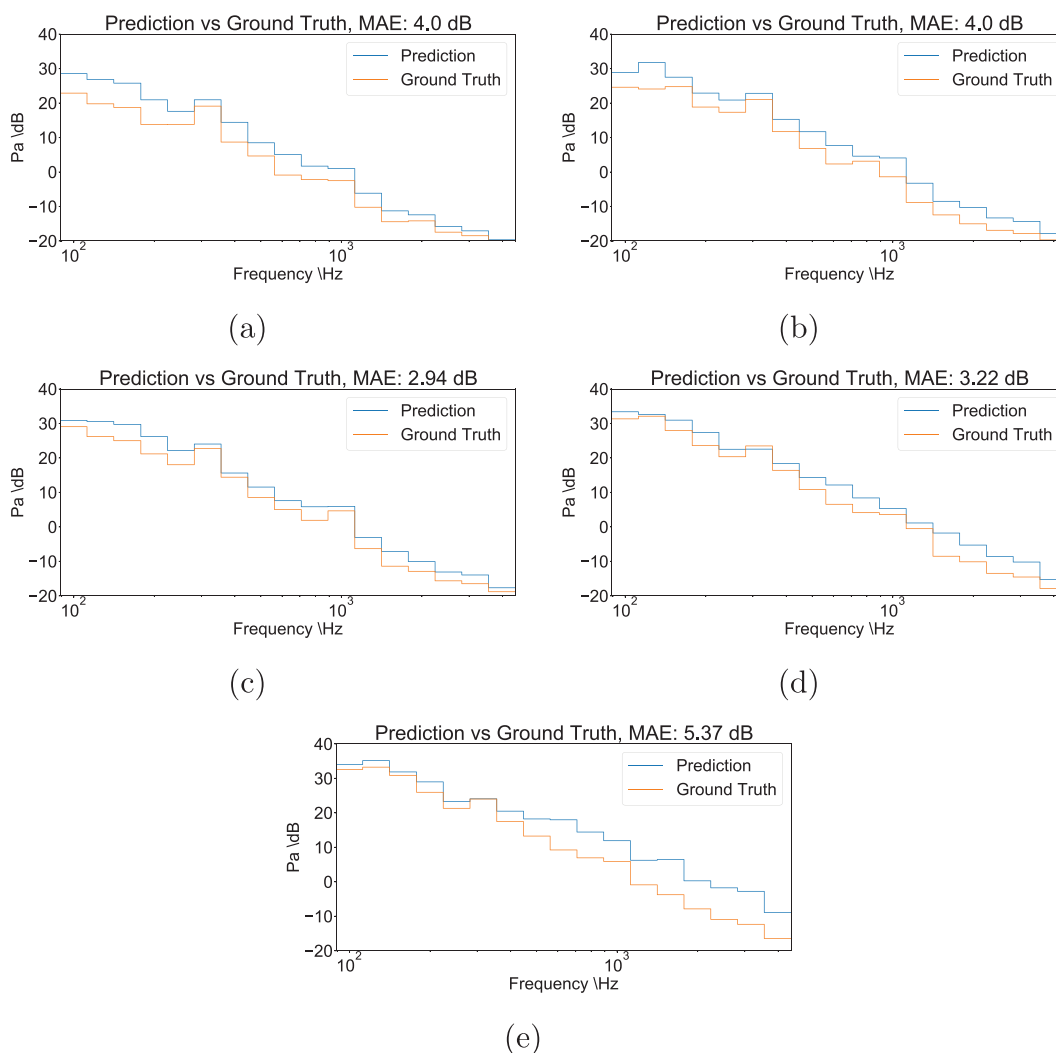 Prediction vs Ground Truth, MAE: 4.0 dB
40
30
20
10
0
−10
−20
Pa \dB
Prediction
Ground Truth
10²
10³
Frequency \Hz
(a)
Prediction vs Ground Truth, MAE: 4.0 dB
40
30
20
10
0
−10
−20
Pa \dB
Prediction
Ground Truth
10²
10³
Frequency \Hz
(b)
Prediction vs Ground Truth, MAE: 2.94 dB
40
30
20
10
0
−10
−20
Pa \dB
Prediction
Ground Truth
10²
10³
Frequency \Hz
(c)
Prediction vs Ground Truth, MAE: 3.22 dB
40
30
20
10
0
−10
−20
Pa \dB
Prediction
Ground Truth
10²
10³
Frequency \Hz
(d)
Prediction vs Ground Truth, MAE: 5.37 dB
40
30
20
10
0
−10
−20
Pa \dB
Prediction
Ground Truth
10²
10³
Frequency \Hz
(e)